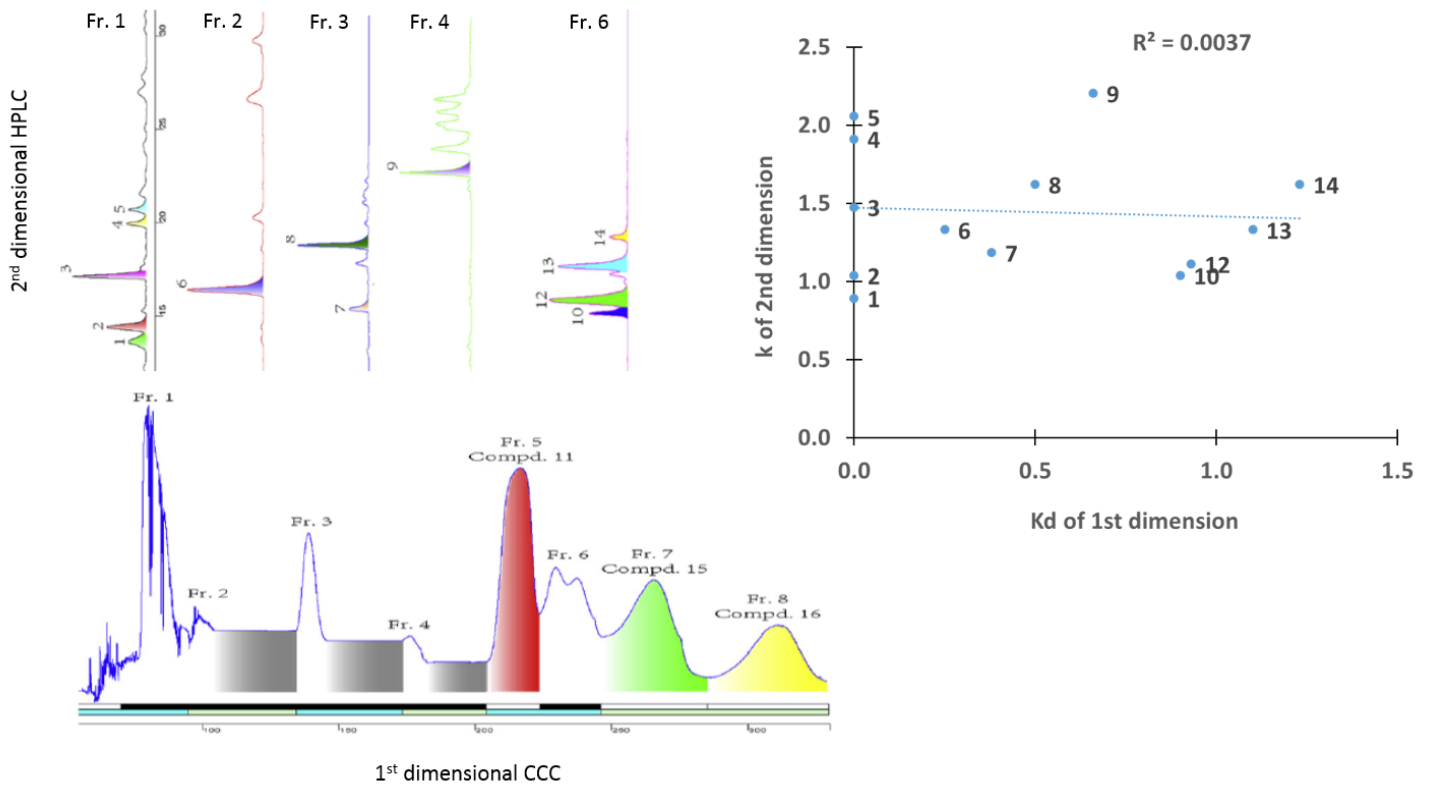 Fr. 1
Fr. 2
Fr. 3
Fr. 4
Fr. 6
2nd dimensional HPLC
30
25
20
15
5
4
3
2
1
6
8
7
9
14
13
12
10
Fr. 1
Fr. 2
Fr. 3
Fr. 4
Fr. 5
Compd. 11
Fr. 6
Fr. 7
Compd. 15
Fr. 8
Compd. 16
100
150
200
250
300
1st dimensional CCC
R² = 0.0037
k of 2nd dimension
2.5
2.0
1.5
1.0
0.5
0.0
9
5
4
8
14
3
6
13
7
12
2
10
1
0.0
0.5
1.0
1.5
Kd of 1st dimension